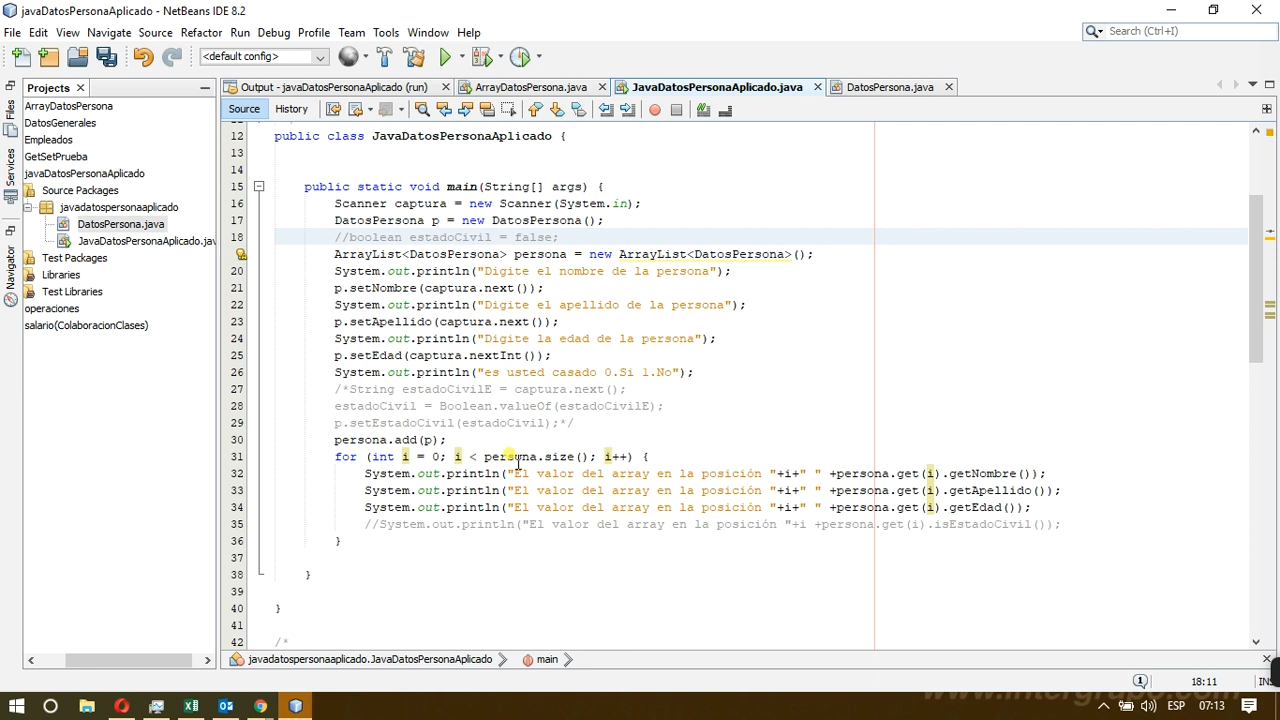 javaDatosPersonaAplicado - NetBeans IDE 8.2
File Edit View Navigate Source Refactor Run Debug Profile Team Tools Window Help
Search (Ctrl+I)
<default config>
Projects
Output - javaDatosPersonaAplicado (run) ArrayDatosPersona.java JavaDatosPersonaAplicado.java DatosPersona.java
Source History
Files
Services
Navigator
ArrayDatosPersona
DatosGenerales
Empleados
GetSetPrueba
javaDatosPersonaAplicado
Source Packages
javadatospersonaaplicado
DatosPersona.java
JavaDatosPersonaAplicado.jav
Test Packages
Libraries
Test Libraries
operaciones
salario(ColaboracionClases)
12 public class JavaDatosPersonaAplicado {
13
14
15 public static void main(String[] args) {
16 Scanner captura = new Scanner(System.in);
17 DatosPersona p = new DatosPersona();
18 //boolean estadoCivil = false;
ArrayList<DatosPersona> persona = new ArrayList<DatosPersona>();
20 System.out.println("Digite el nombre de la persona");
21 p.setNombre(captura.next());
22 System.out.println("Digite el apellido de la persona");
23 p.setApellido(captura.next());
24 System.out.println("Digite la edad de la persona");
25 p.setEdad(captura.nextInt());
26 System.out.println("es usted casado 0.Si 1.No");
27 /*String estadoCivilE = captura.next();
28 estadoCivil = Boolean.valueOf(estadoCivilE);
29 p.setEstadoCivil(estadoCivil);*/
30 persona.add(p);
31 for (int i = 0; i < persona.size(); i++) {
32 System.out.println("El valor del array en la posición "+i+" " +persona.get(i).getNombre());
33 System.out.println("El valor del array en la posición "+i+" " +persona.get(i).getApellido());
34 System.out.println("El valor del array en la posición "+i+" " +persona.get(i).getEdad());
35 //System.out.println("El valor del array en la posición "+i +persona.get(i).isEstadoCivil());
36 }
37
38 }
39
40 }
41
42 /*
javadatospersonaaplicado.JavaDatosPersonaAplicado main
1 18:11 INS
ESP 07:13